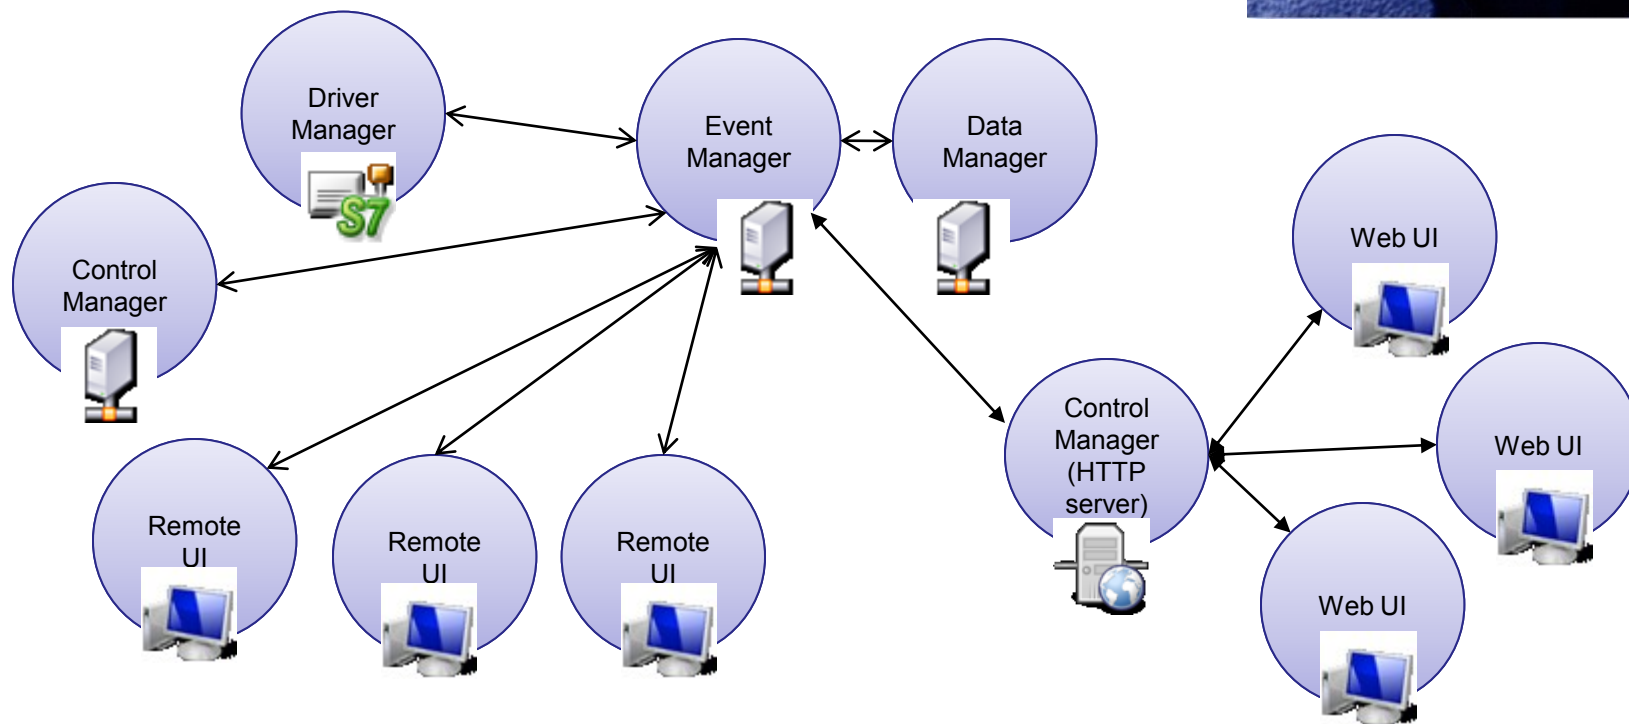 Driver
Manager
S7
Event
Manager
Data
Manager
Control
Manager
Web UI
Control
Manager
(HTTP
server)
Web UI
Remote
UI
Remote
UI
Remote
UI
Web UI